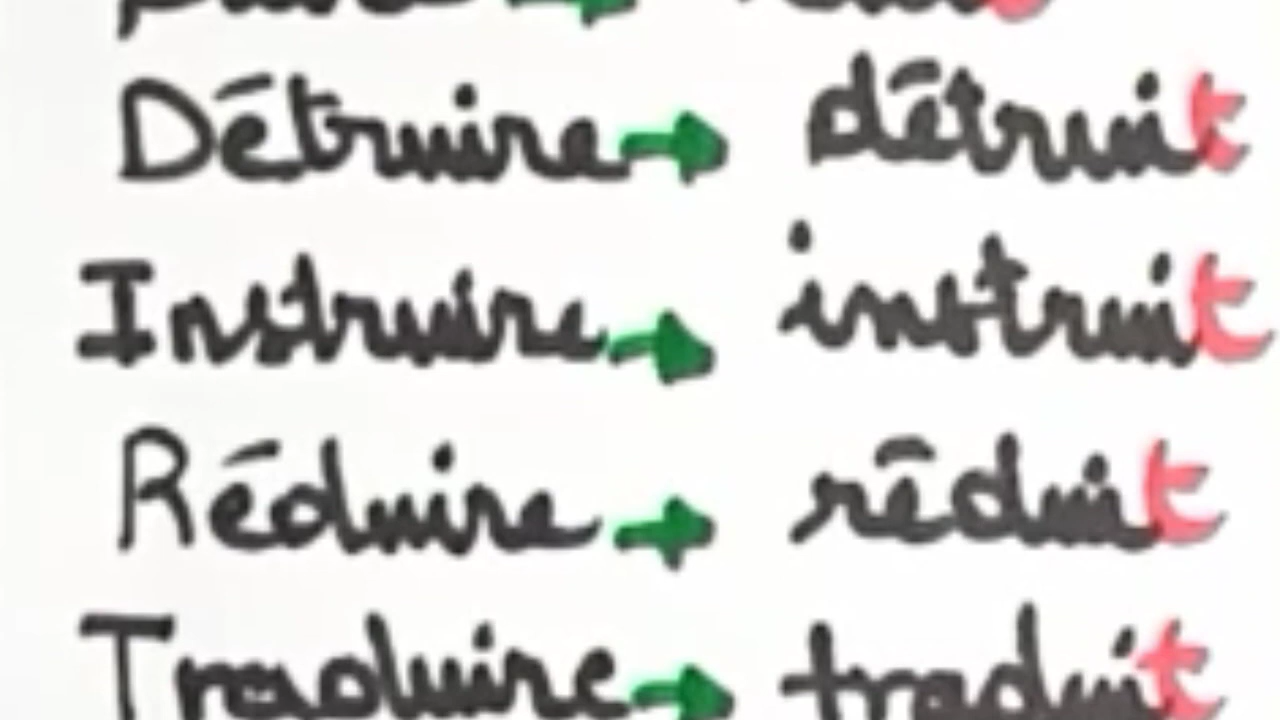 Détruire → détruit
Instruire → instruit
Réduire → réduit
Traduire → traduit